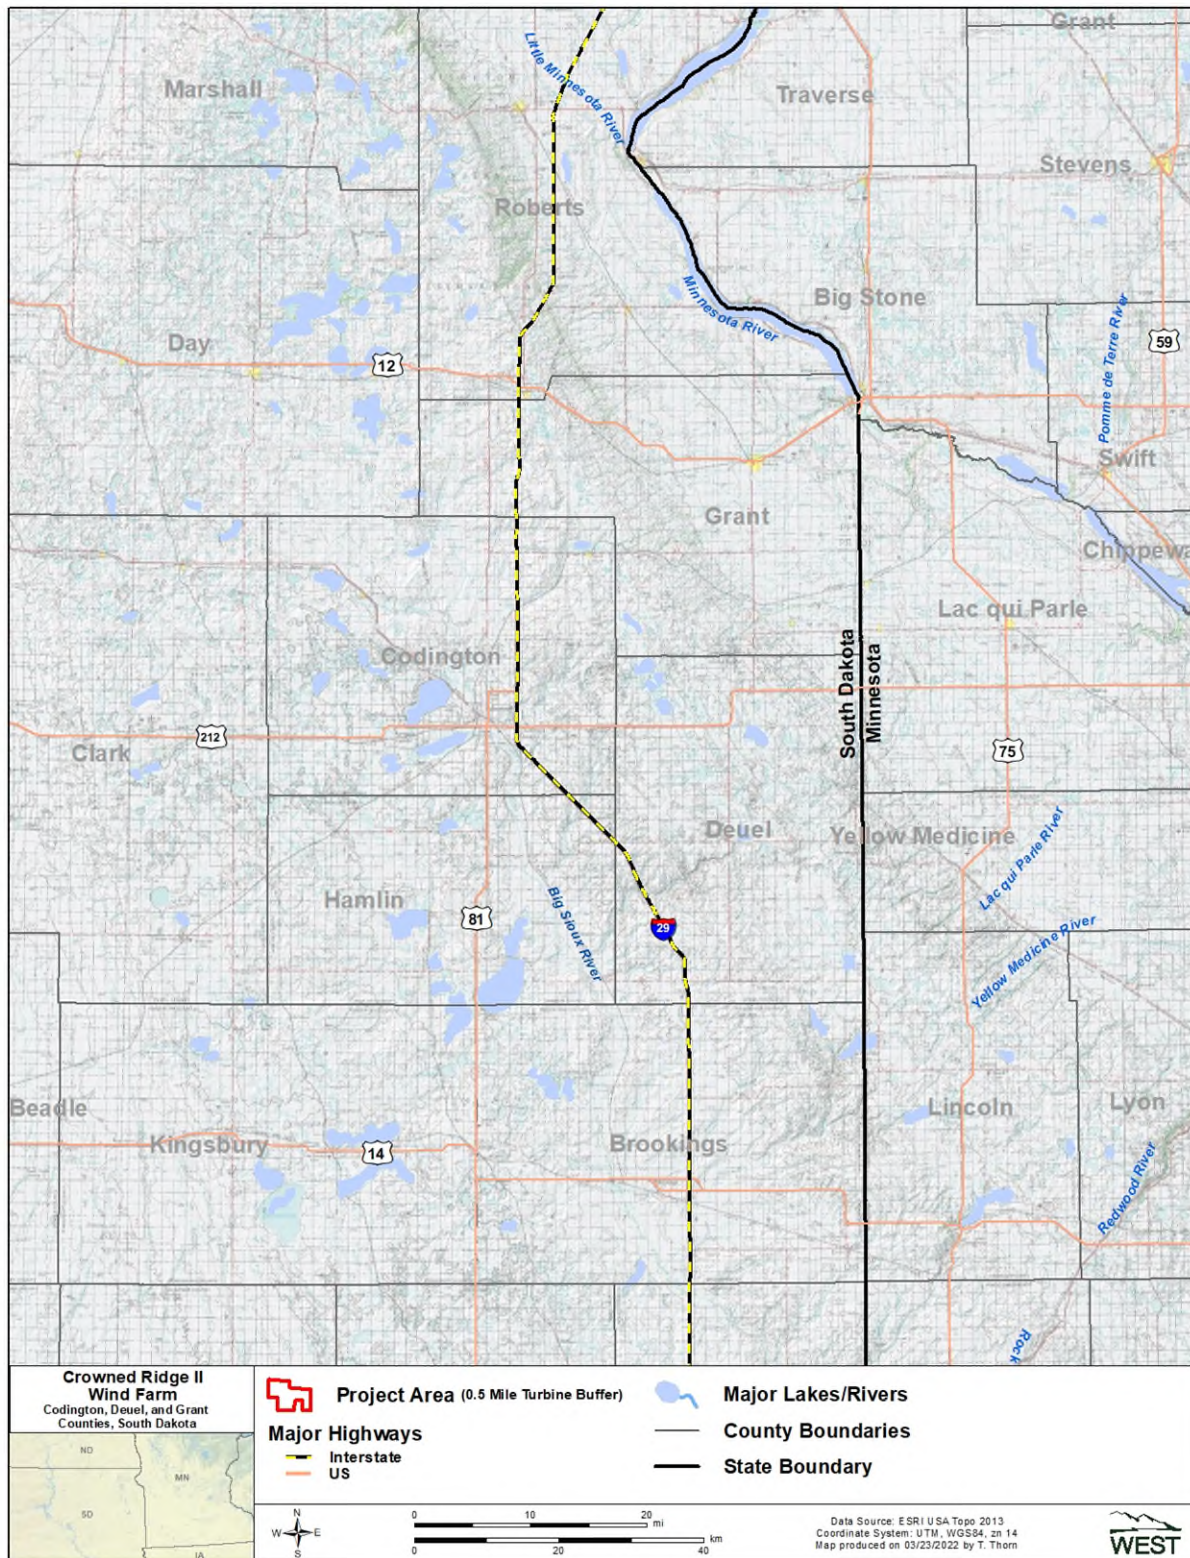 Grant
Little Minnesota River
Marshall
Traverse
Stevens
Roberts
Minnesota River
Big Stone
Pomme de Terre River
59
Day
12
Swift
Grant
Chippewa
Lac qui Parle
Codington
South Dakota
Minnesota
212
Clark
75
Deuel
Yellow Medicine
Lac qui Parle River
Hamlin
81
Big Sioux River
29
Yellow Medicine River
Beadle
Lincoln
Lyon
Kingsbury
14
Brookings
Redwood River
Rock
Crowned Ridge II
Wind Farm
Codington, Deuel, and Grant
Counties, South Dakota
ND
MN
SD
IA
Project Area (0.5 Mile Turbine Buffer)
Major Highways
Interstate
US
Major Lakes/Rivers
County Boundaries
State Boundary
N
W E
S
0 10 20
mi
km
0 20 40
Data Source: ESRI USA Topo 2013
Coordinate System: UTM, WGS84, zn 14
Map produced on 03/23/2022 by T. Thorn
WEST